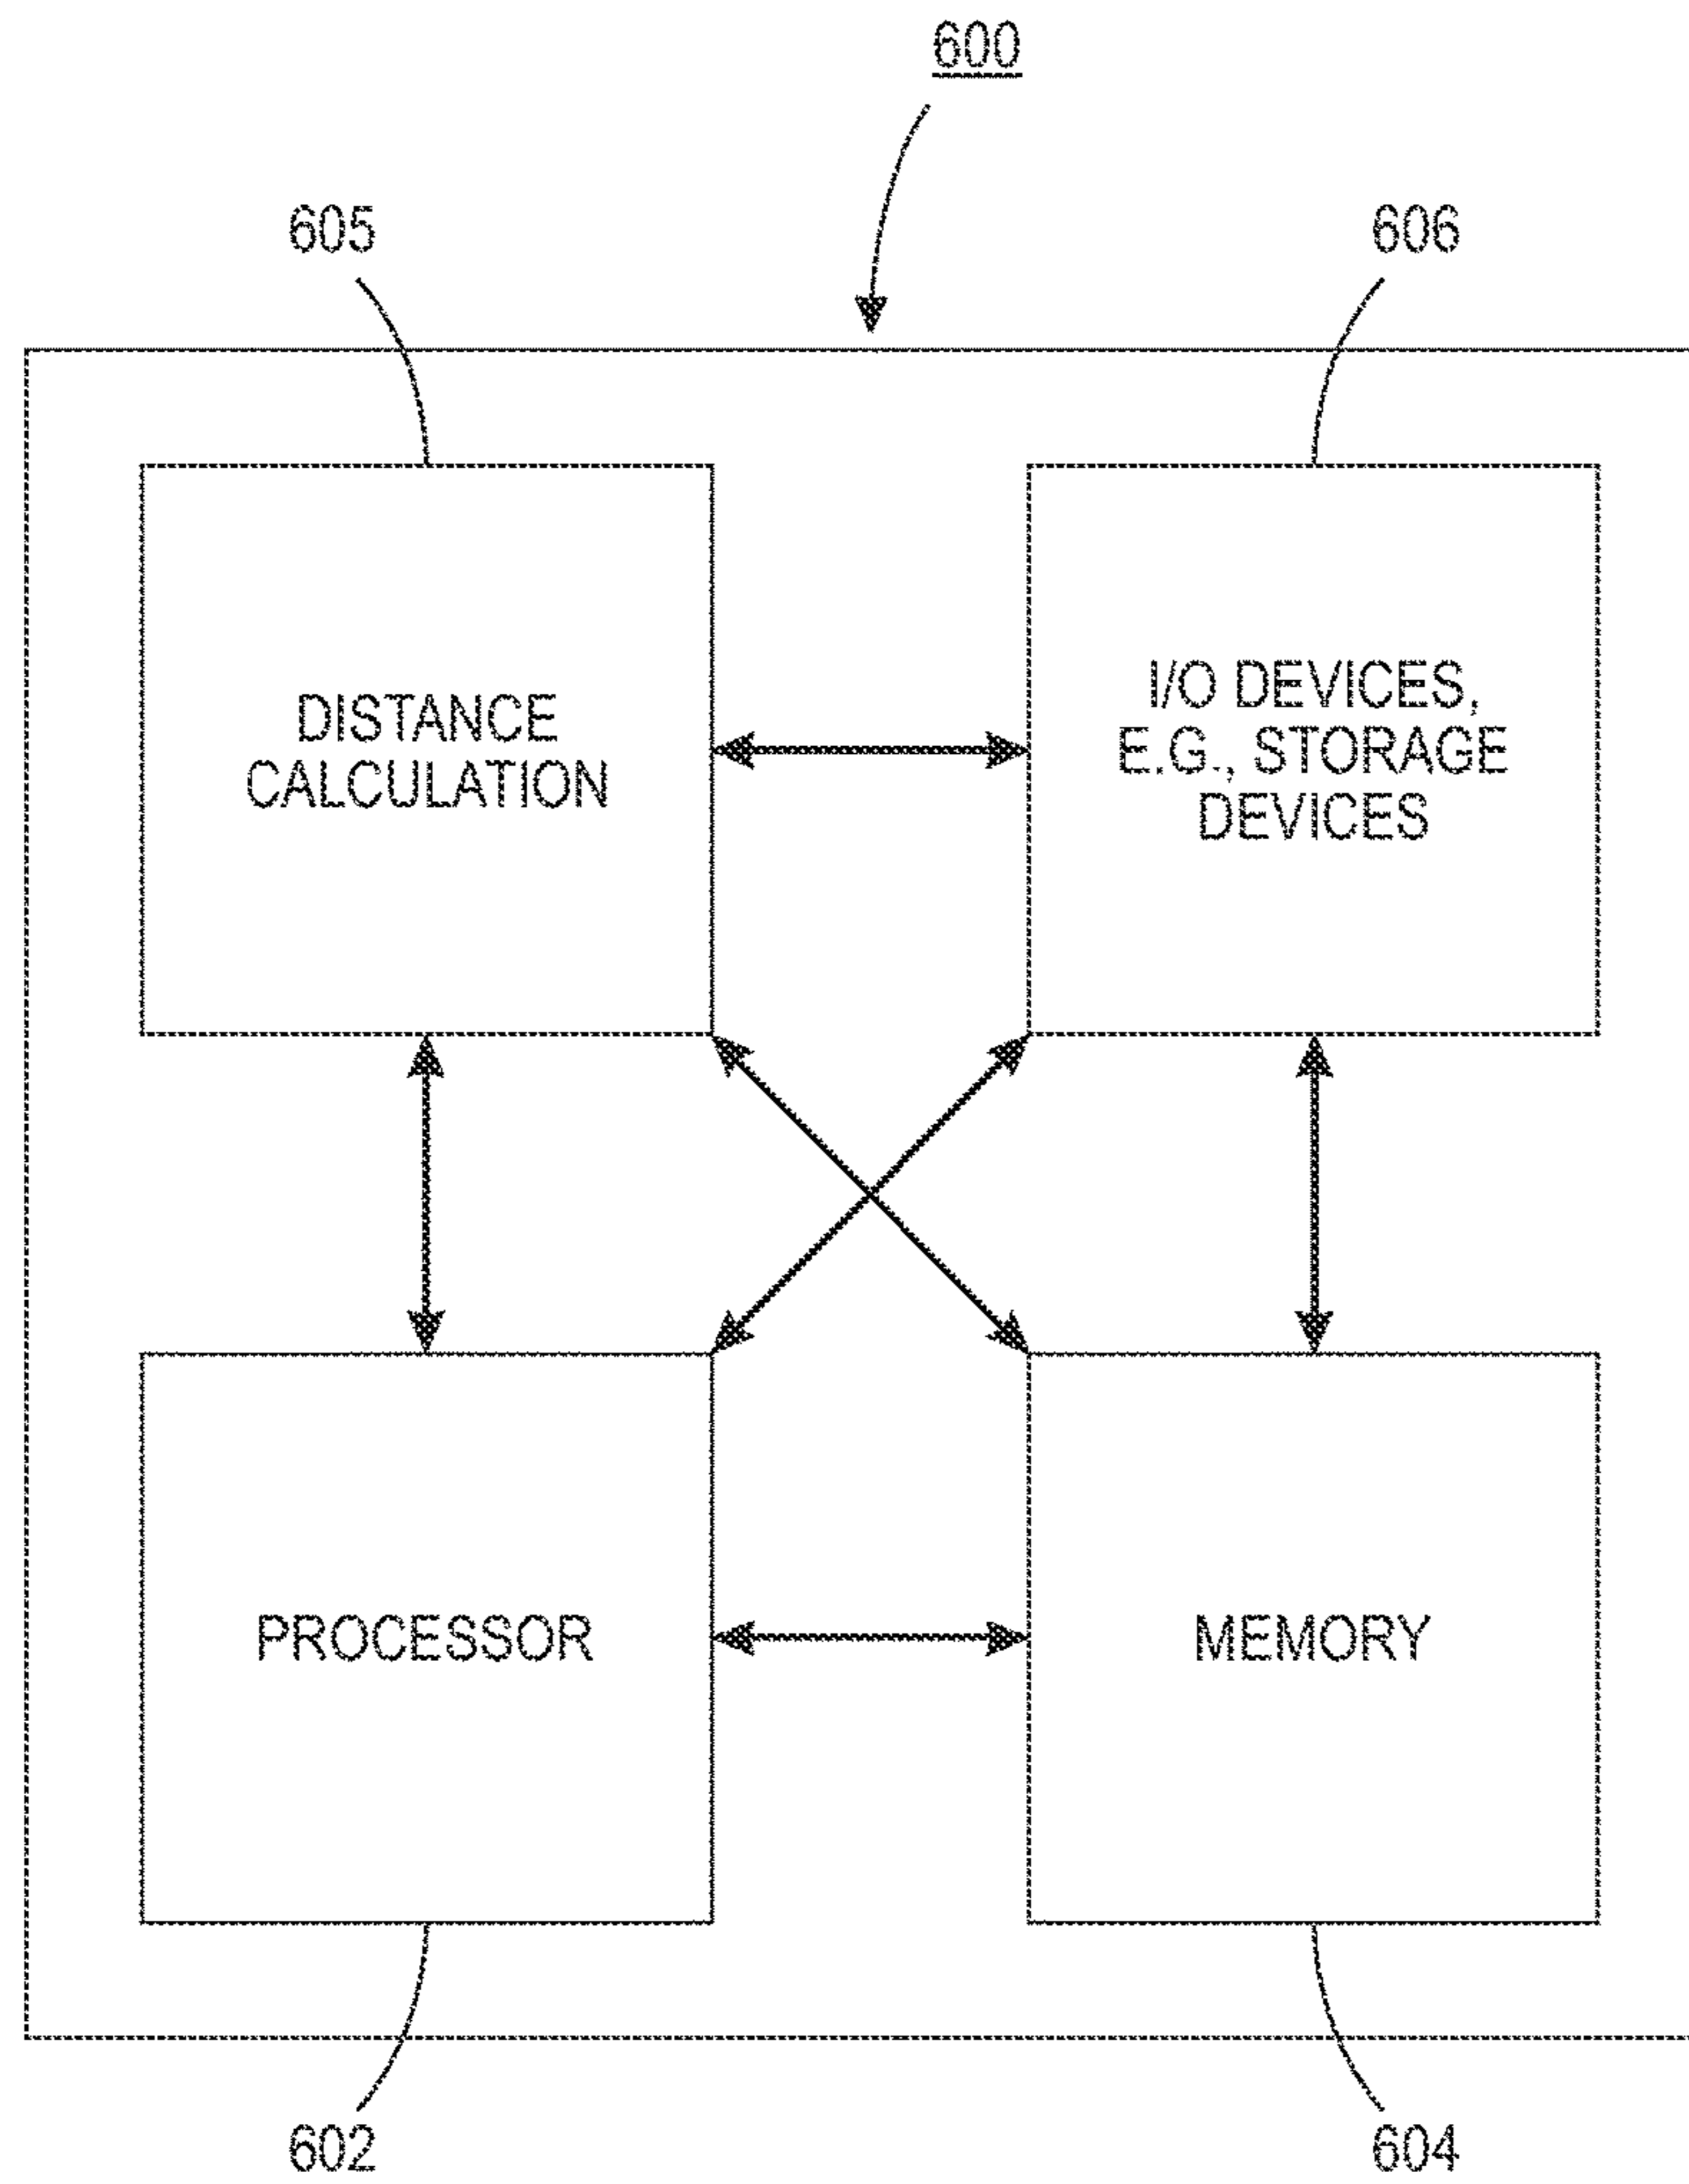 600
605
606
DISTANCE
CALCULATION
I/O DEVICES,
E.G., STORAGE
DEVICES
PROCESSOR
MEMORY
602
604